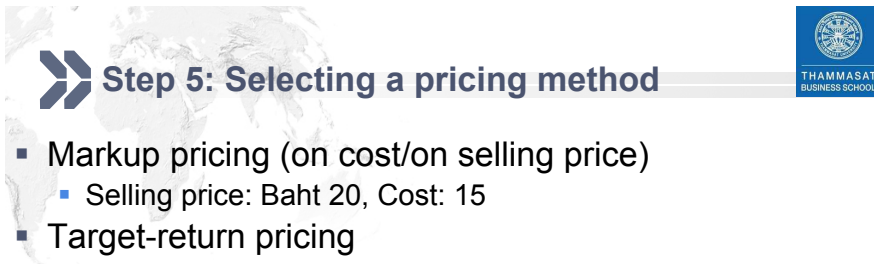 Step 5: Selecting a pricing method
THAMMASAT
BUSINESS SCHOOL
Markup pricing (on cost/on selling price)
Selling price: Baht 20, Cost: 15
Target-return pricing